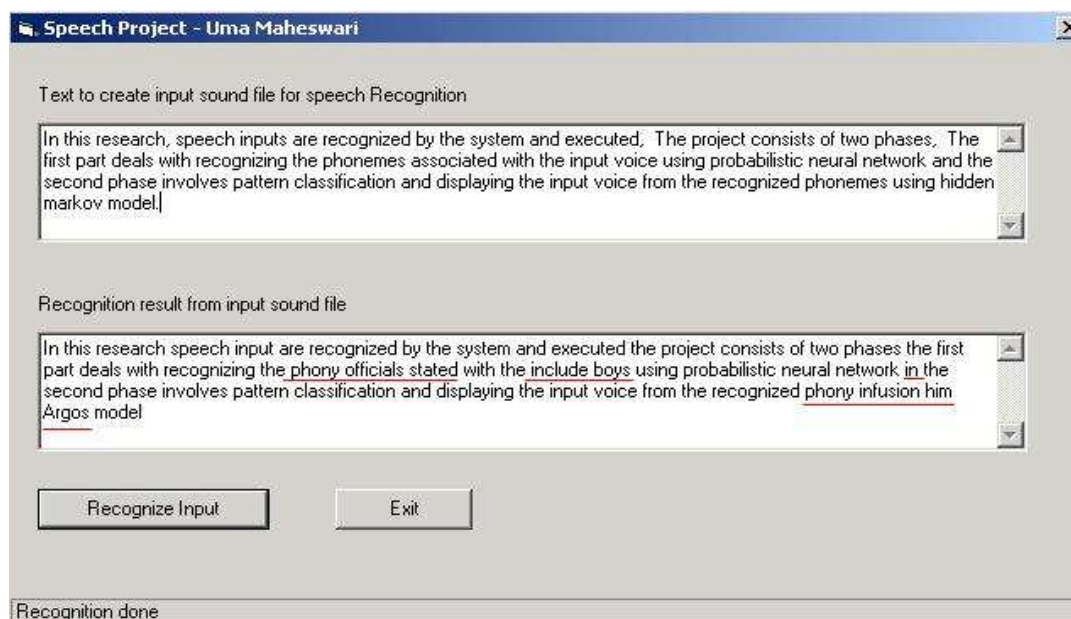 Speech Project - Uma Maheswari
Text to create input sound file for speech Recognition
In this research, speech inputs are recognized by the system and executed, The project consists of two phases, The
first part deals with recognizing the phonemes associated with the input voice using probabilistic neural network and the
second phase involves pattern classification and displaying the input voice from the recognized phonemes using hidden
markov model.
Recognition result from input sound file
In this research speech input are recognized by the system and executed the project consists of two phases the first
part deals with recognizing the phony officials stated with the include boys using probabilistic neural network in the
second phase involves pattern classification and displaying the input voice from the recognized phony infusion him
Argos model
Recognize Input
Exit
Recognition done